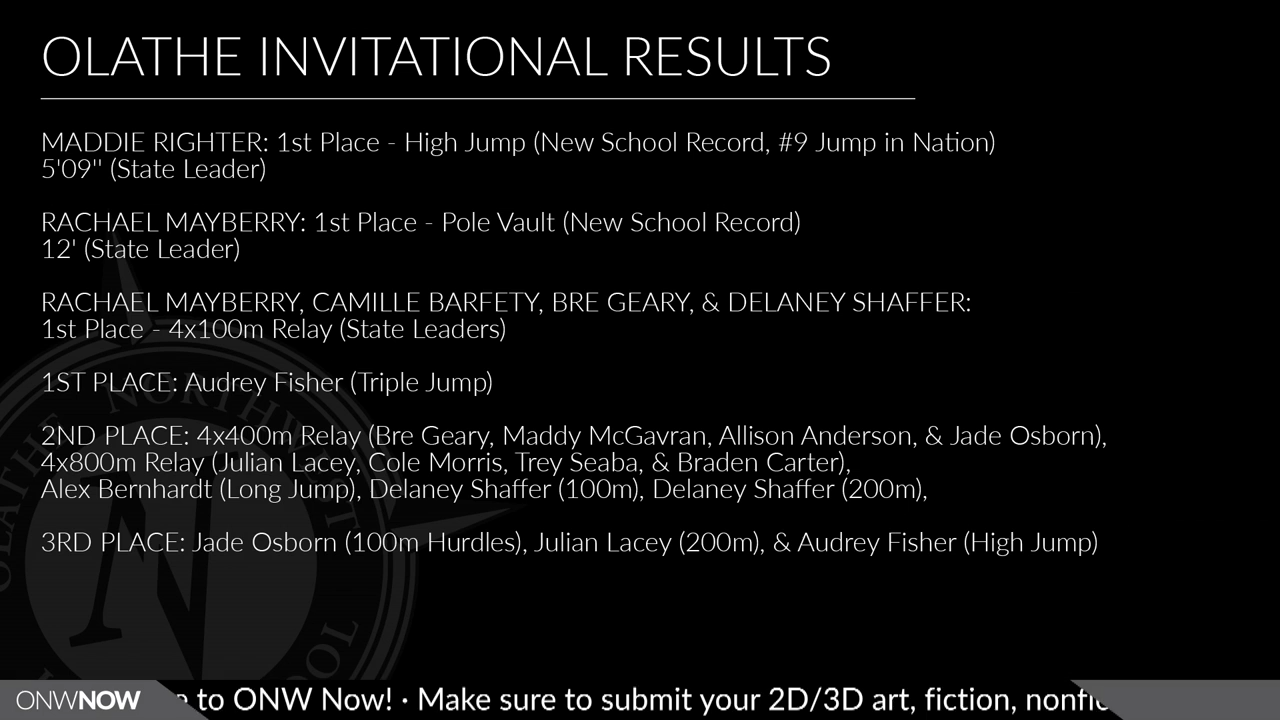 OLATHE INVITATIONAL RESULTS
MADDIE RIGHTER: 1st Place - High Jump (New School Record, #9 Jump in Nation)
5'09" (State Leader)
RACHAEL MAYBERRY: 1st Place - Pole Vault (New School Record)
12' (State Leader)
RACHAEL MAYBERRY, CAMILLE BARFETY, BRE GEARY, & DELANEY SHAFFER:
1st Place - 4x100m Relay (State Leaders)
1ST PLACE: Audrey Fisher (Triple Jump)
2ND PLACE: 4x400m Relay (Bre Geary, Maddy McGavran, Allison Anderson, & Jade Osborn),
4x800m Relay (Julian Lacey, Cole Morris, Trey Seaba, & Braden Carter),
Alex Bernhardt (Long Jump), Delaney Shaffer (100m), Delaney Shaffer (200m),
3RD PLACE: Jade Osborn (100m Hurdles), Julian Lacey (200m), & Audrey Fisher (High Jump)
OLATHE NORTHWEST
N
ONWNOW
to ONW Now! · Make sure to submit your 2D/3D art, fiction,